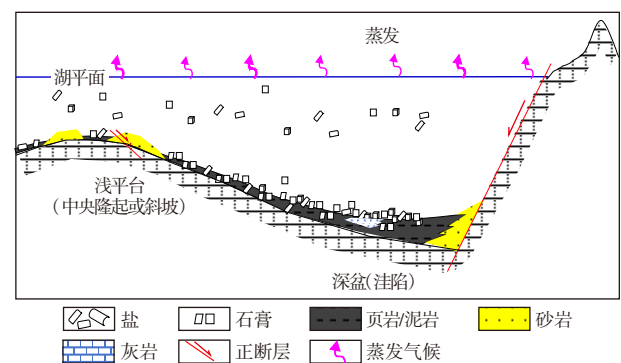 蒸发
湖平面
浅平台
(中央隆起或斜坡)
深盆(洼陷)
盐 石膏 页岩/泥岩 砂岩
灰岩 正断层 蒸发气候